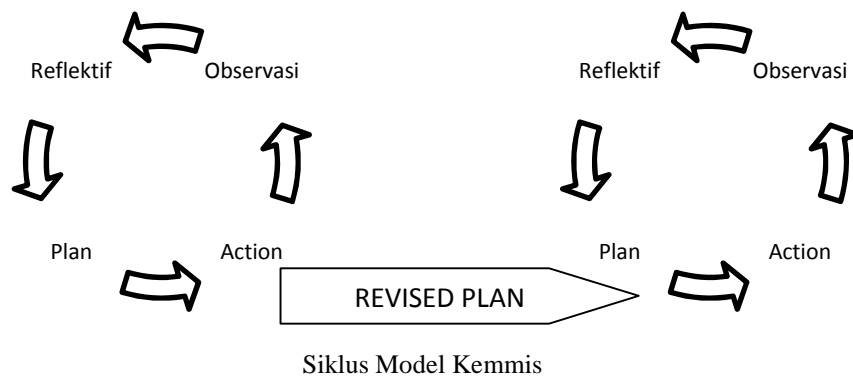 Reflektif Observasi Reflektif Observasi
Plan Action Plan Action
REVISED PLAN
Siklus Model Kemmis